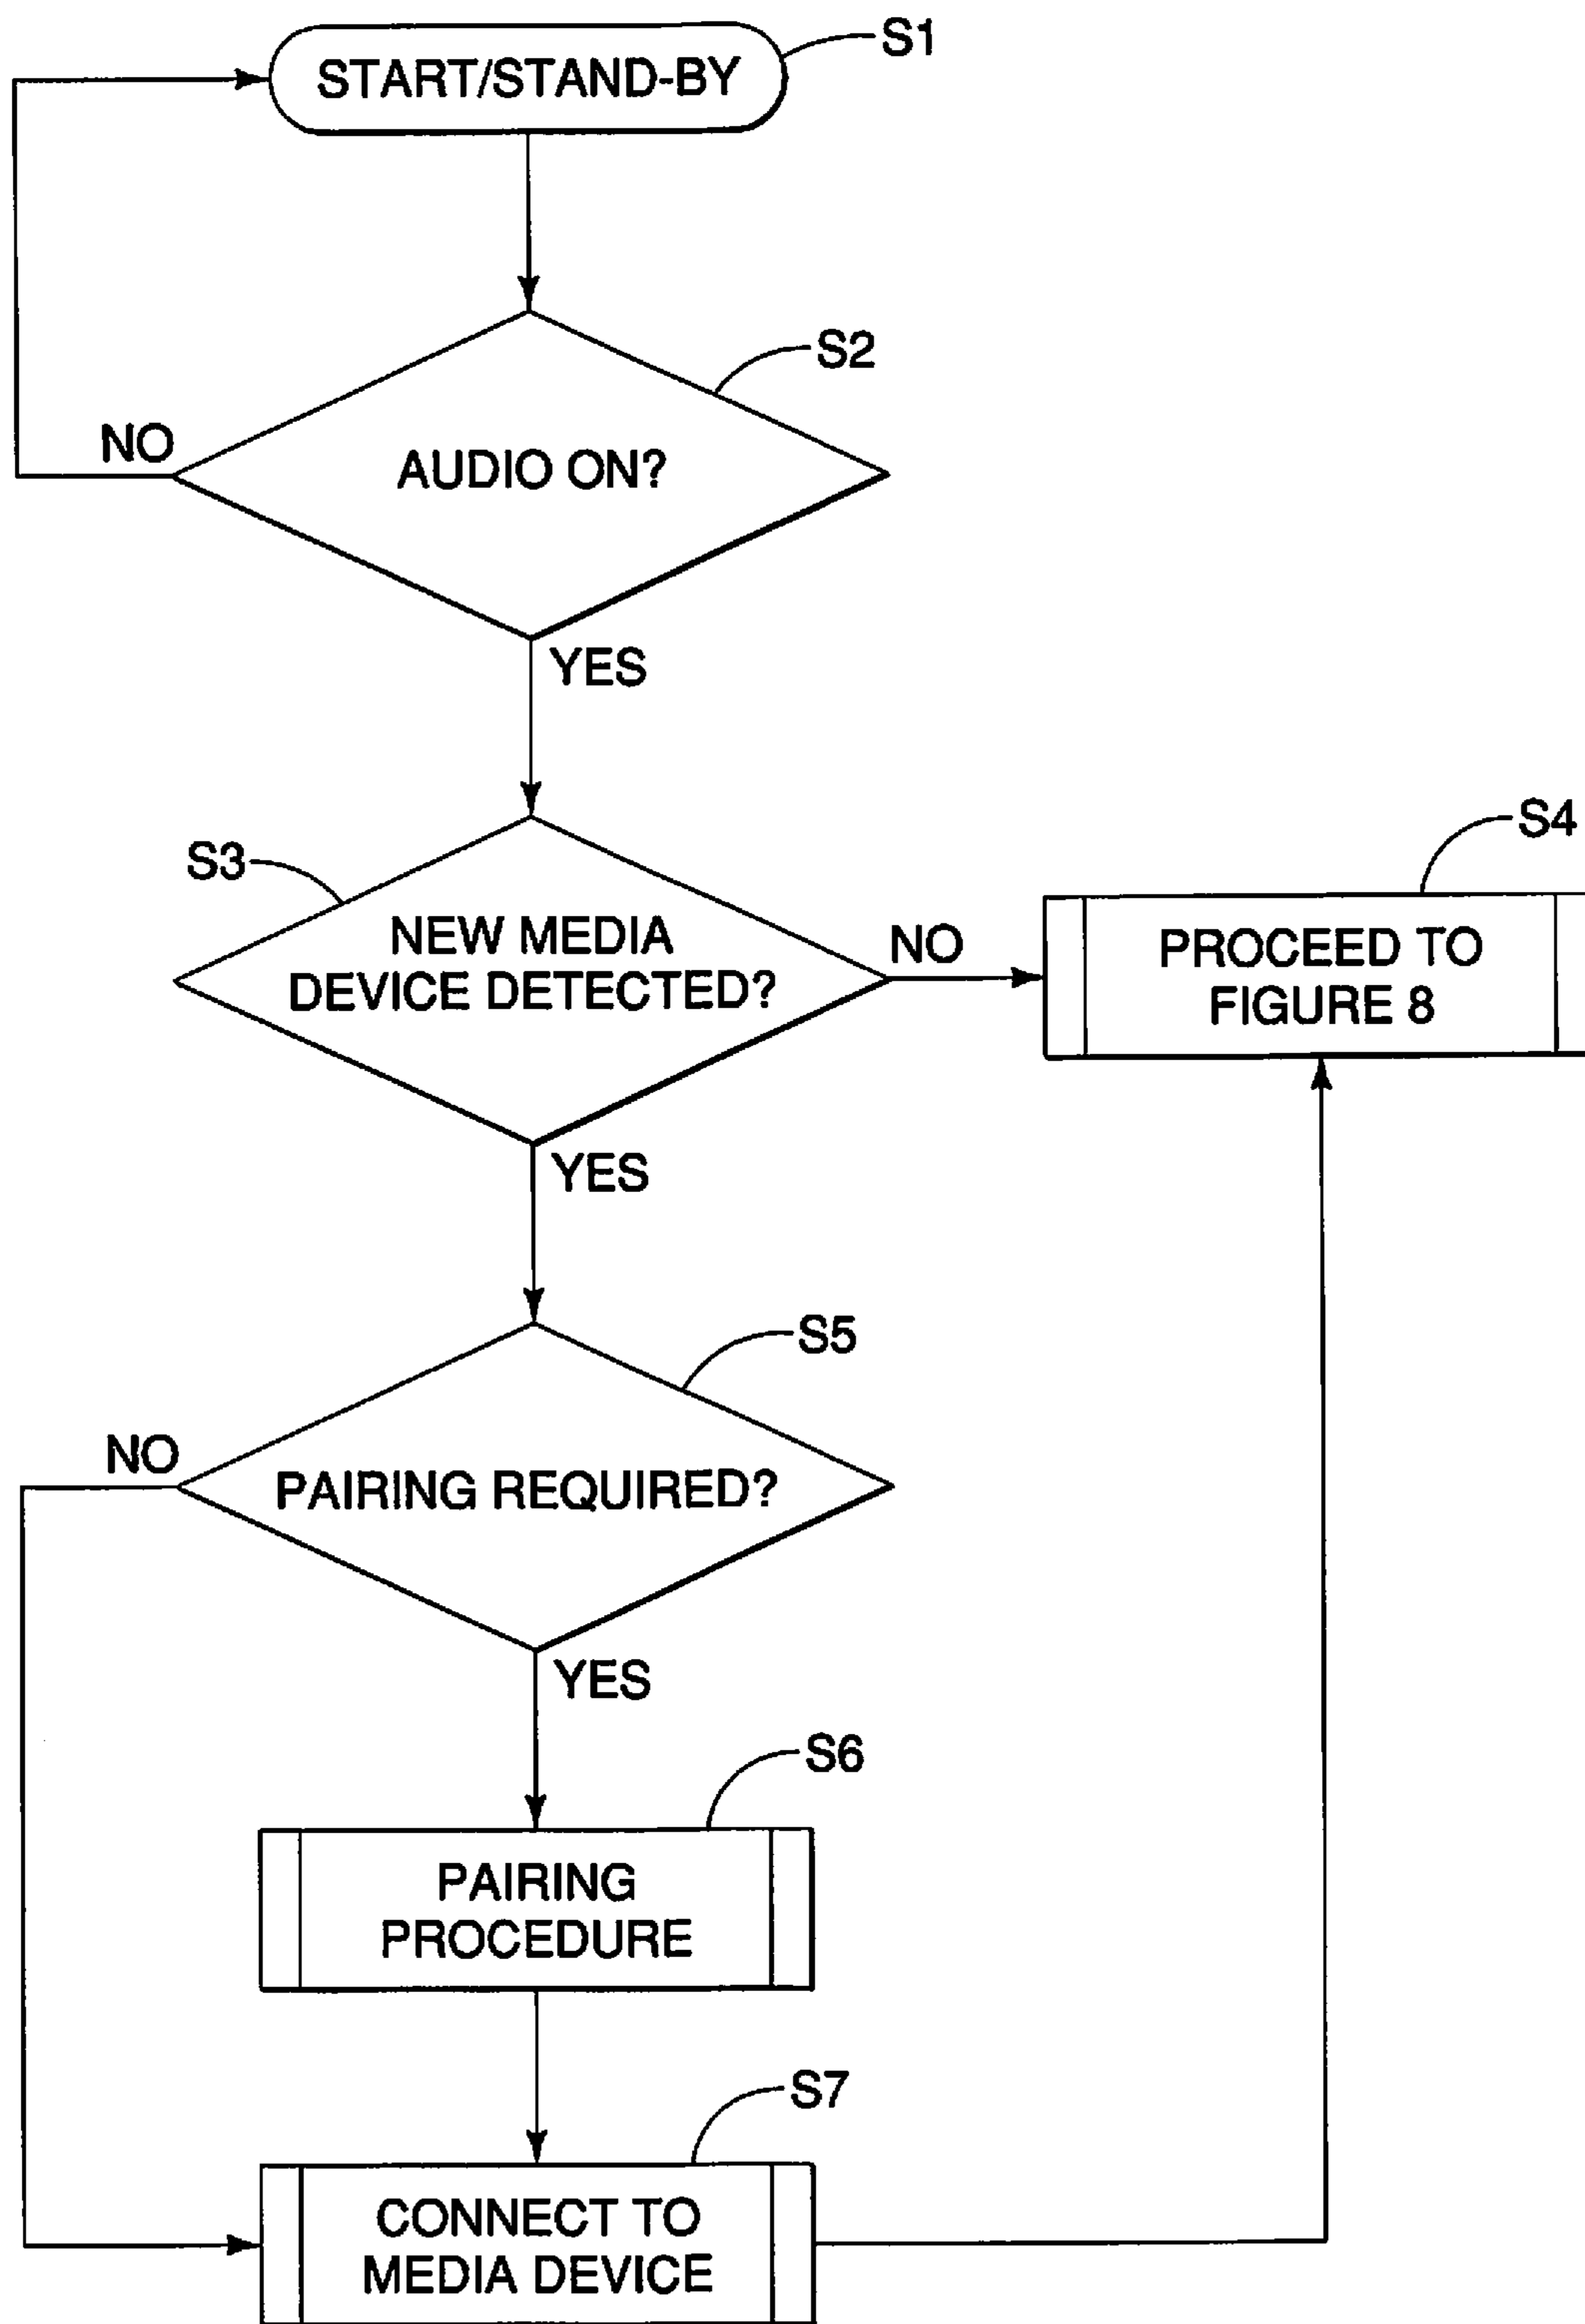 START/STAND-BY
S1
S2
NO
AUDIO ON?
YES
S3
NEW MEDIA
DEVICE DETECTED?
NO
S4
PROCEED TO
FIGURE 8
YES
S5
NO
PAIRING REQUIRED?
YES
S6
PAIRING
PROCEDURE
S7
CONNECT TO
MEDIA DEVICE